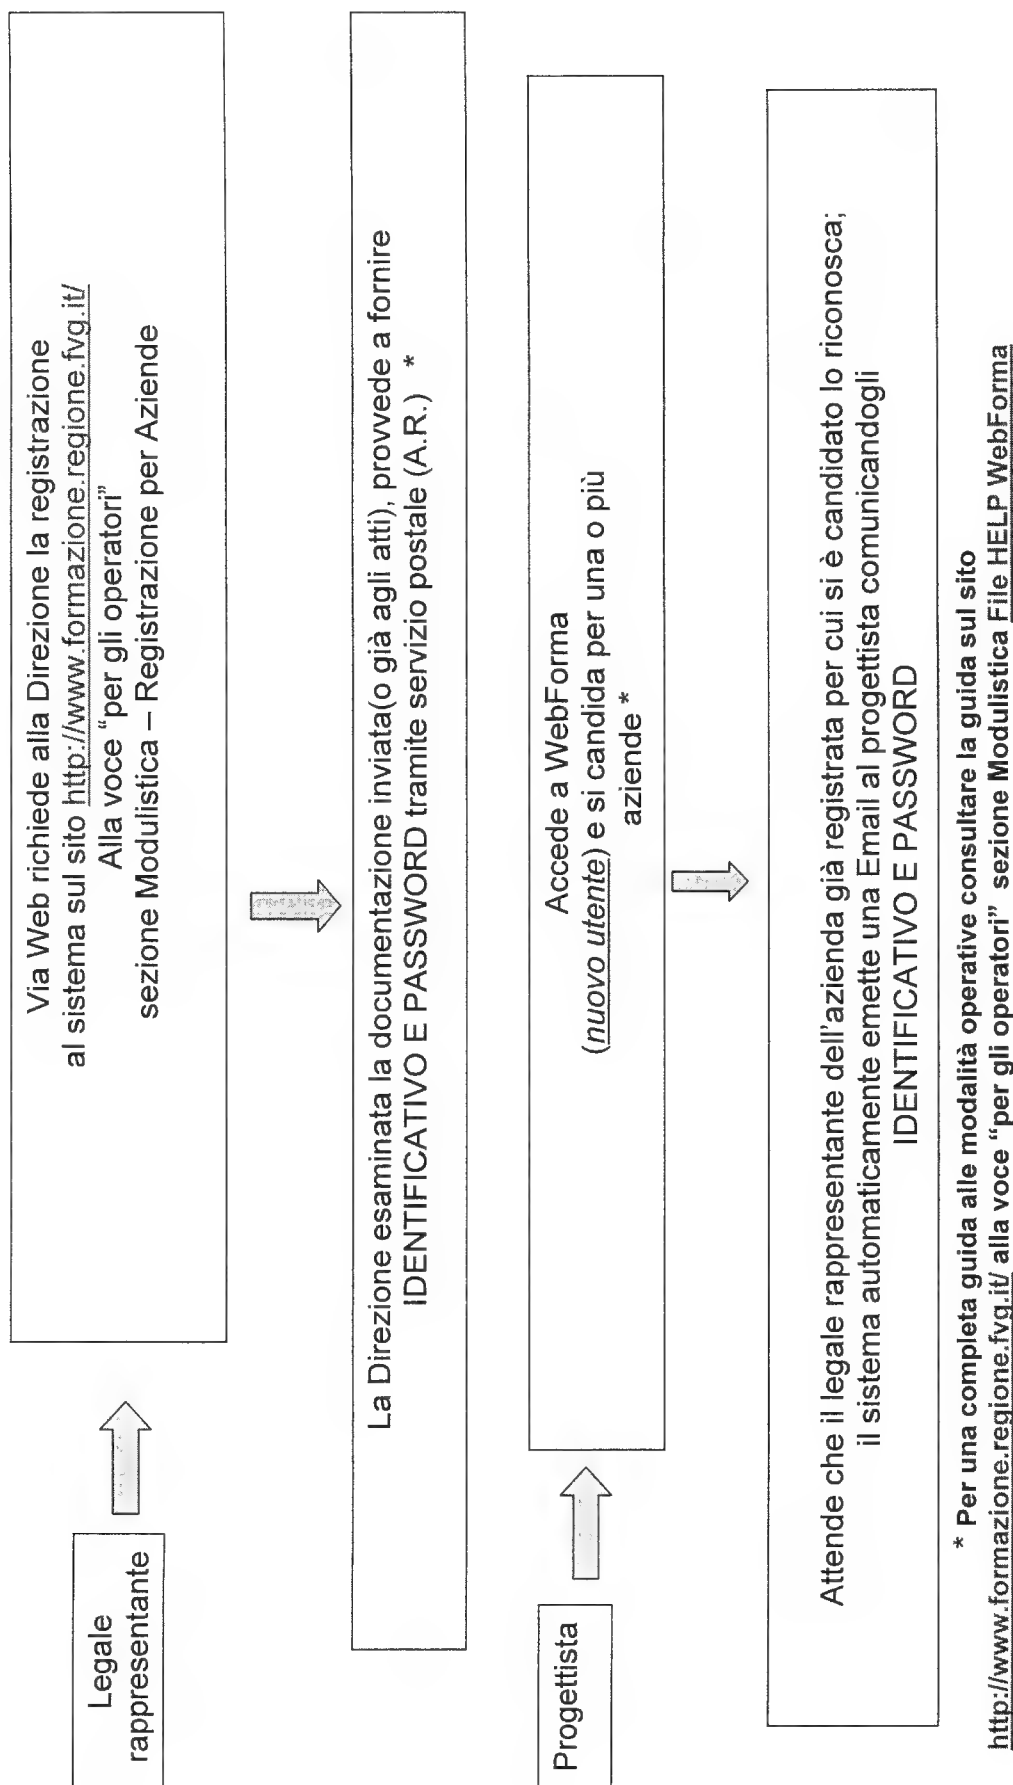 Legale
rappresentante
Via Web richiede alla Direzione la registrazione
al sistema sul sito http://www.formazione.regione.fvg.it/
Alla voce “per gli operatori”
sezione Modulistica – Registrazione per Aziende
La Direzione esaminata la documentazione inviata(o già agli atti), provvede a fornire
IDENTIFICATIVO E PASSWORD tramite servizio postale (A.R.) *
Progettista
Accede a WebForma
(nuovo utente) e si candida per una o più
aziende *
Attende che il legale rappresentante dell’azienda già registrata per cui si è candidato lo riconosca;
il sistema automaticamente emette una Email al progettista comunicandogli
IDENTIFICATIVO E PASSWORD
* Per una completa guida alle modalità operative consultare la guida sul sito
http://www.formazione.regione.fvg.it/ alla voce “per gli operatori” sezione Modulistica File HELP WebForma